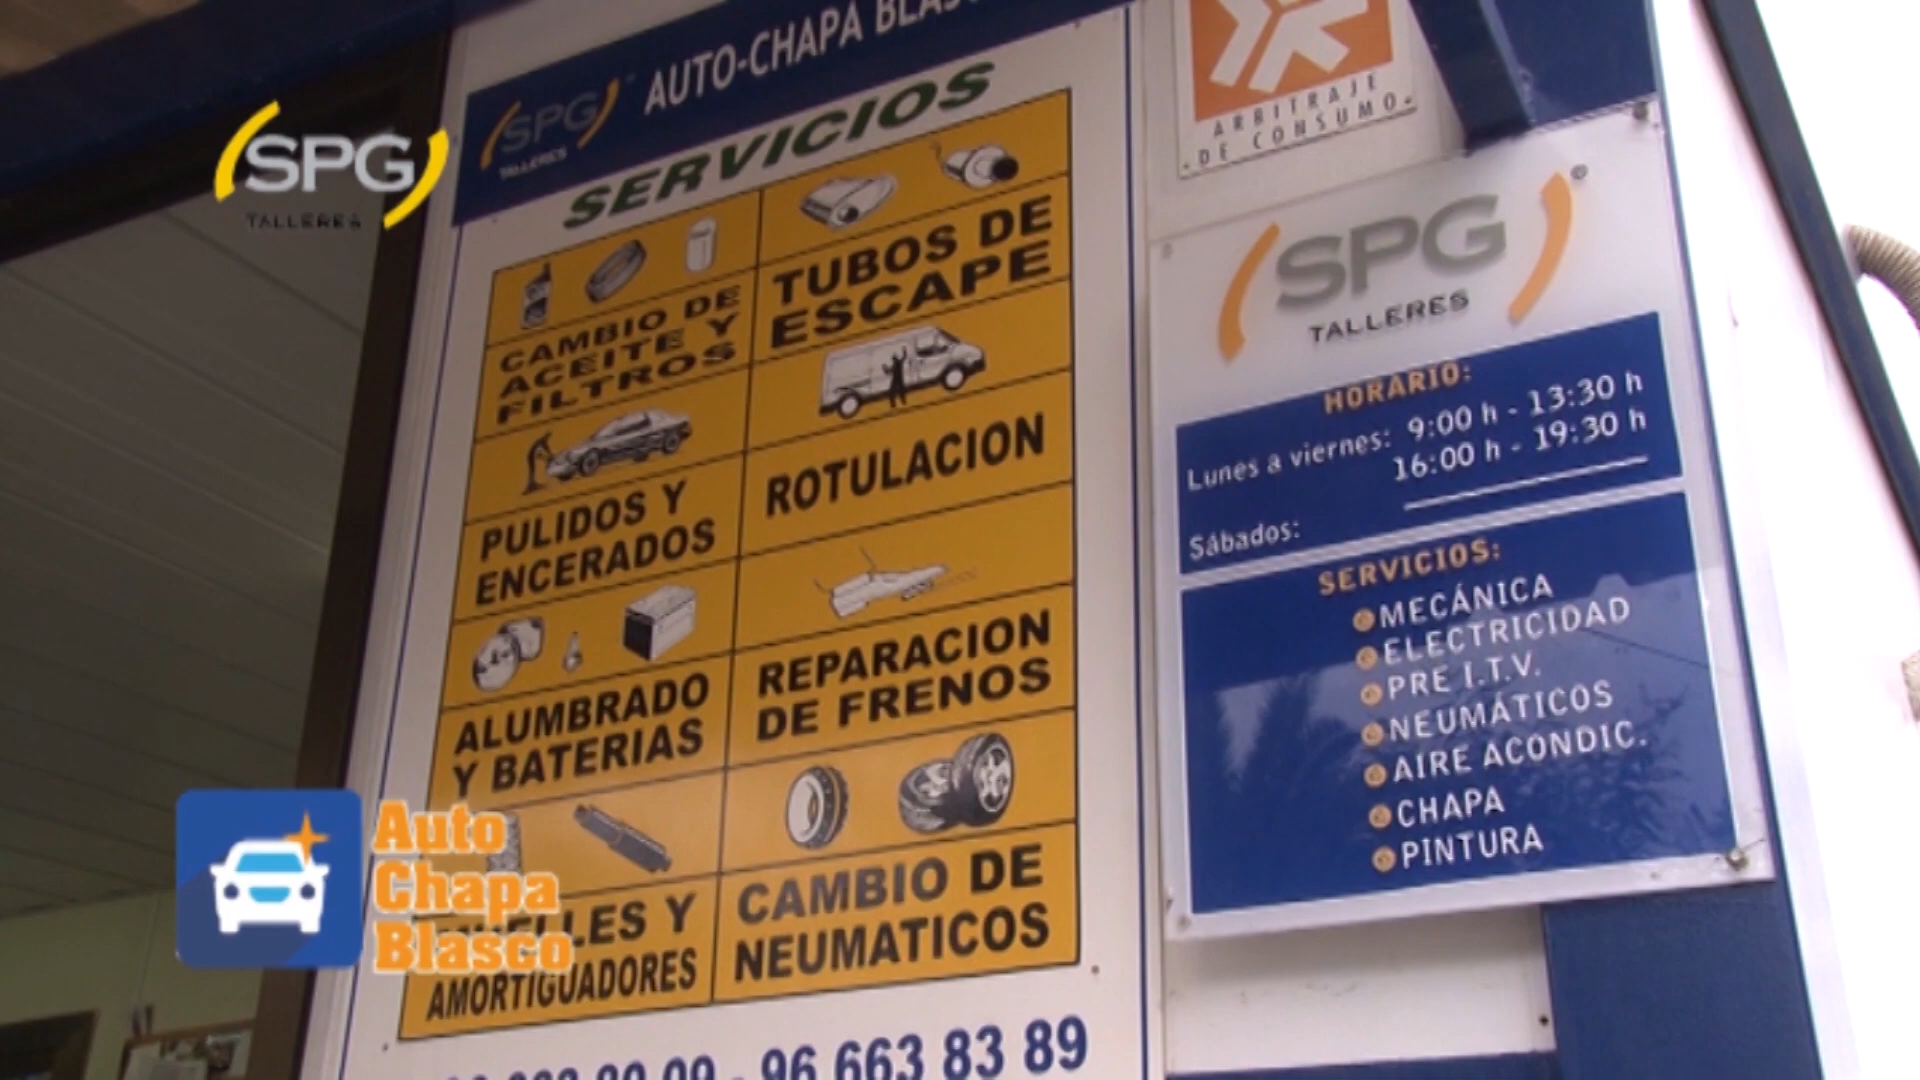 SPG
TALLERES
SPG
TALLERES
AUTO-CHAPA
SERVICIOS
CAMBIO DE
ACEITE Y
FILTROS
TUBOS DE
ESCAPE
PULIDOS Y
ENCERADOS
ROTULACION
ALUMBRADO
Y BATERIAS
REPARACION
DE FRENOS
Y
AMORTIGUADORES
CAMBIO DE
NEUMATICOS
- 96 663 83 89
ARBITRAJE
DE CONSUMO
SPG
TALLERES
HORARIO:
Lunes a viernes: 9:00 h - 13:30 h
16:00 h - 19:30 h
Sábados:
SERVICIOS:
MECÁNICA
ELECTRICIDAD
PRE I.T.V.
NEUMÁTICOS
AIRE ACONDIC.
CHAPA
PINTURA
Auto
Chapa
Blasco